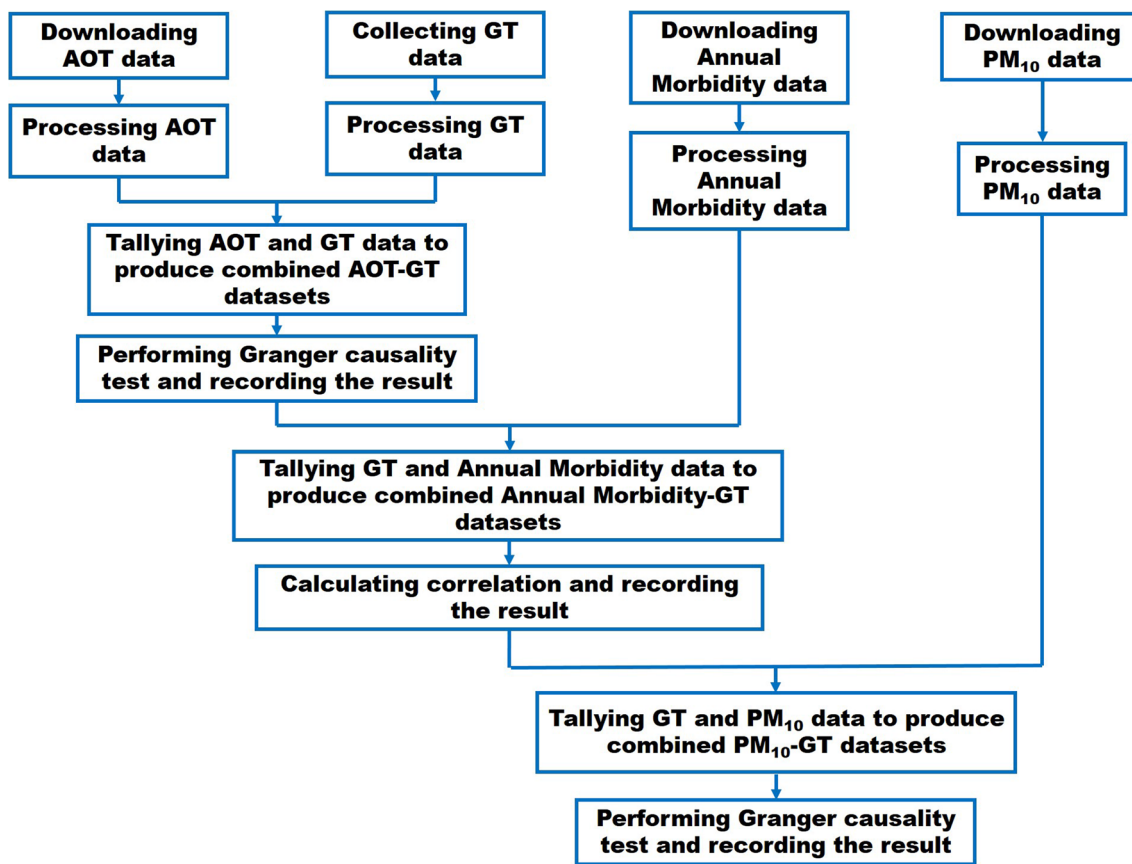 Downloading
AOT data
Collecting GT
data
Downloading
Annual
Morbidity data
Downloading
PM₁₀ data
Processing AOT
data
Processing GT
data
Processing
Annual
Morbidity data
Processing
PM₁₀ data
Tallying AOT and GT data to
produce combined AOT-GT
datasets
Performing Granger causality
test and recording the result
Tallying GT and Annual Morbidity data to
produce combined Annual Morbidity-GT
datasets
Calculating correlation and recording
the result
Tallying GT and PM₁₀ data to produce
combined PM₁₀-GT datasets
Performing Granger causality
test and recording the result